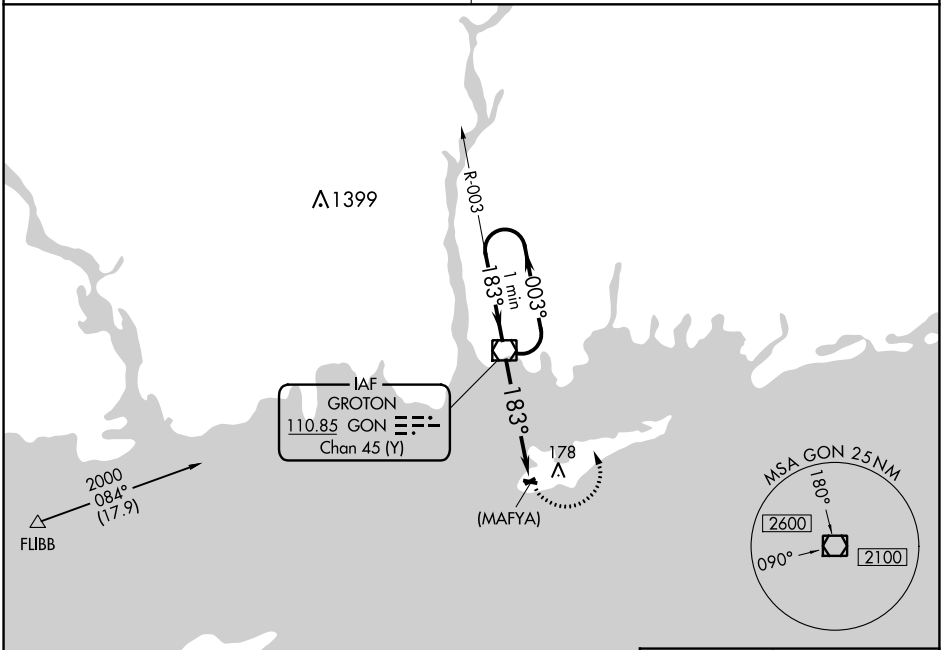 1399
R-003
183°
1 min
003°
IAF
GROTON
110.85 GON
Chan 45 (Y)
183°
178
(MAFYA)
2000
084°
(17.9)
FLIBB
MSA GON 25 NM
180°
2600
090°
2100